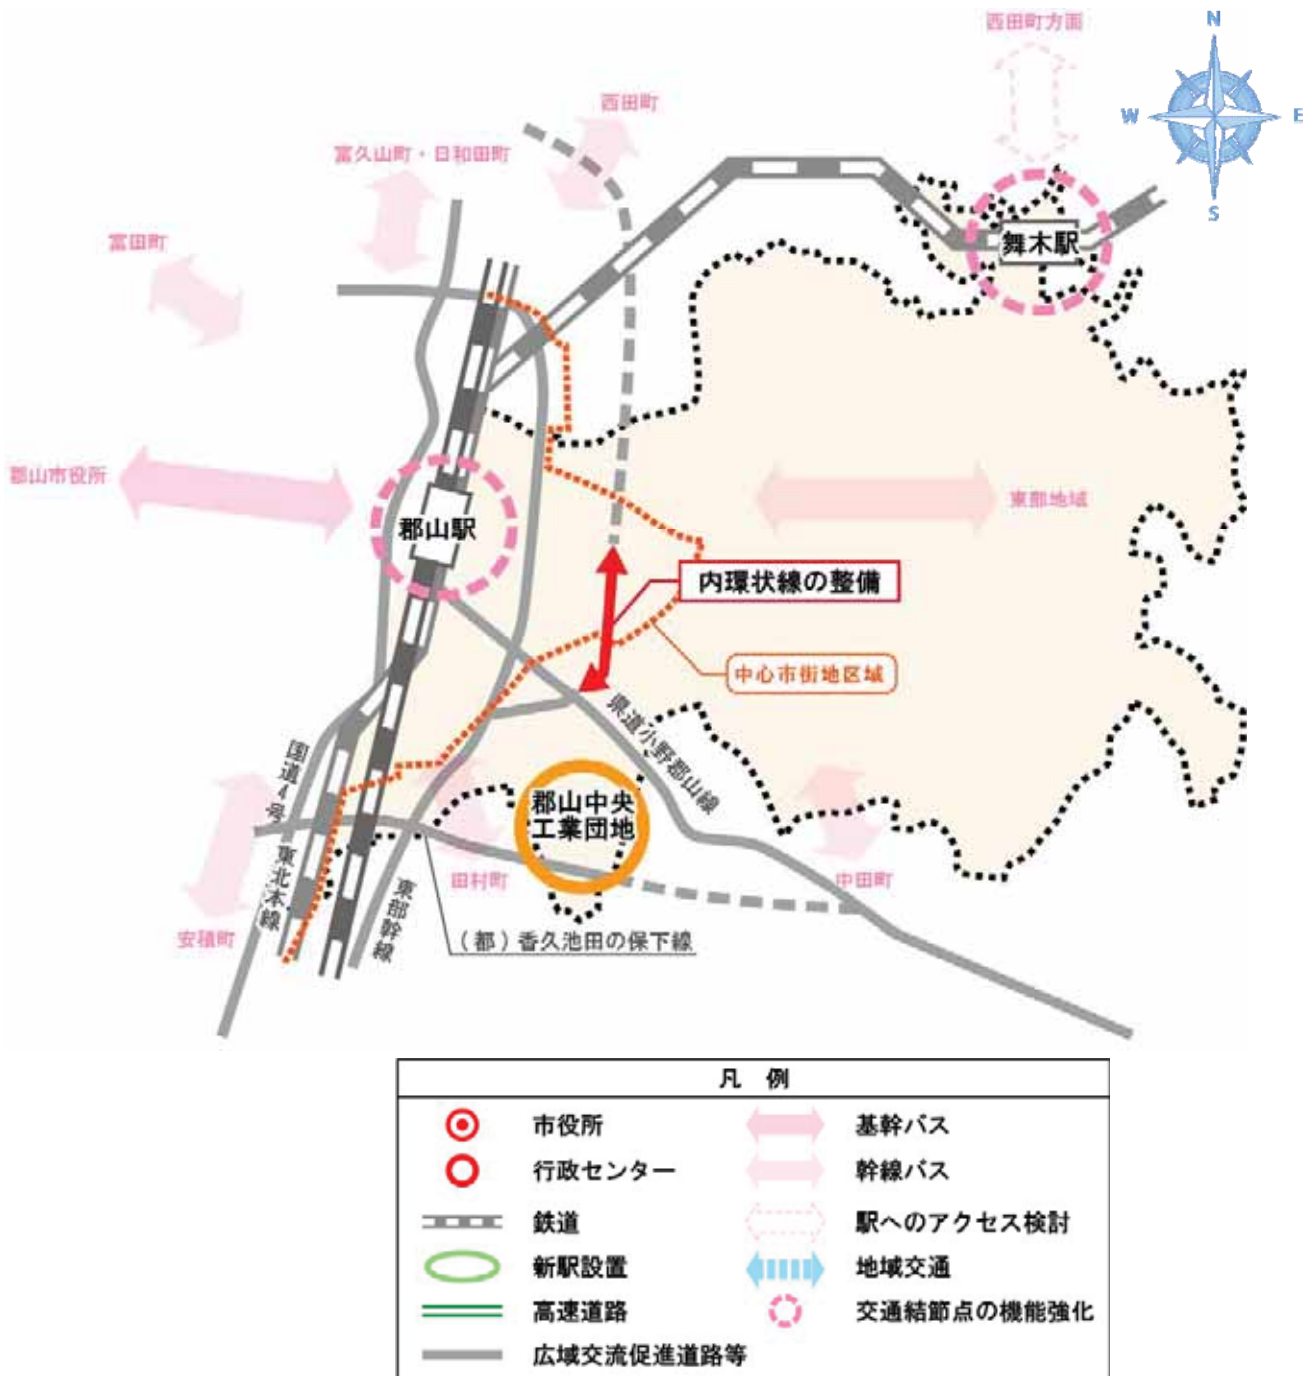 西田町方面
N
W
E
S
西田町
富久山町・日和田町
富田町
舞木駅
郡山市役所
東部地域
郡山駅
内環状線の整備
中心市街地区域
県道小野郡山線
国道4号
東北本線
東部幹線
郡山中央
工業団地
田村町
中田町
安積町
(都)香久池田の保下線
凡 例
市役所
基幹バス
行政センター
幹線バス
鉄道
駅へのアクセス検討
新駅設置
地域交通
高速道路
交通結節点の機能強化
広域交流促進道路等